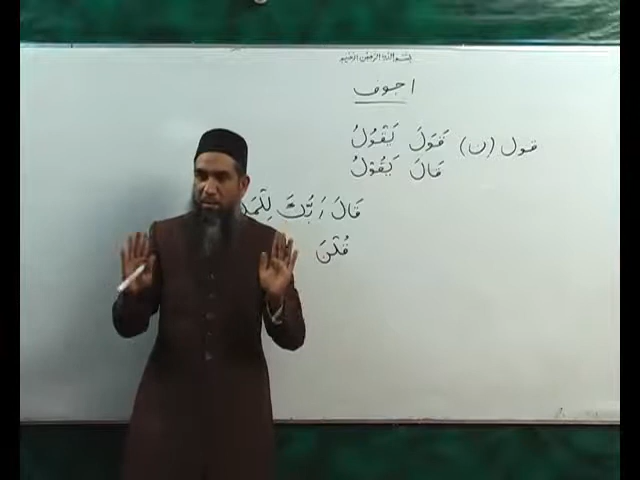 بسم الله الرحمن الرحيم
اجوف
قول (ن) قَوَلَ يَقْوُلُ
قَالَ يَقُوْلُ
قَالَ رَبُّكَ
قُلْنَ